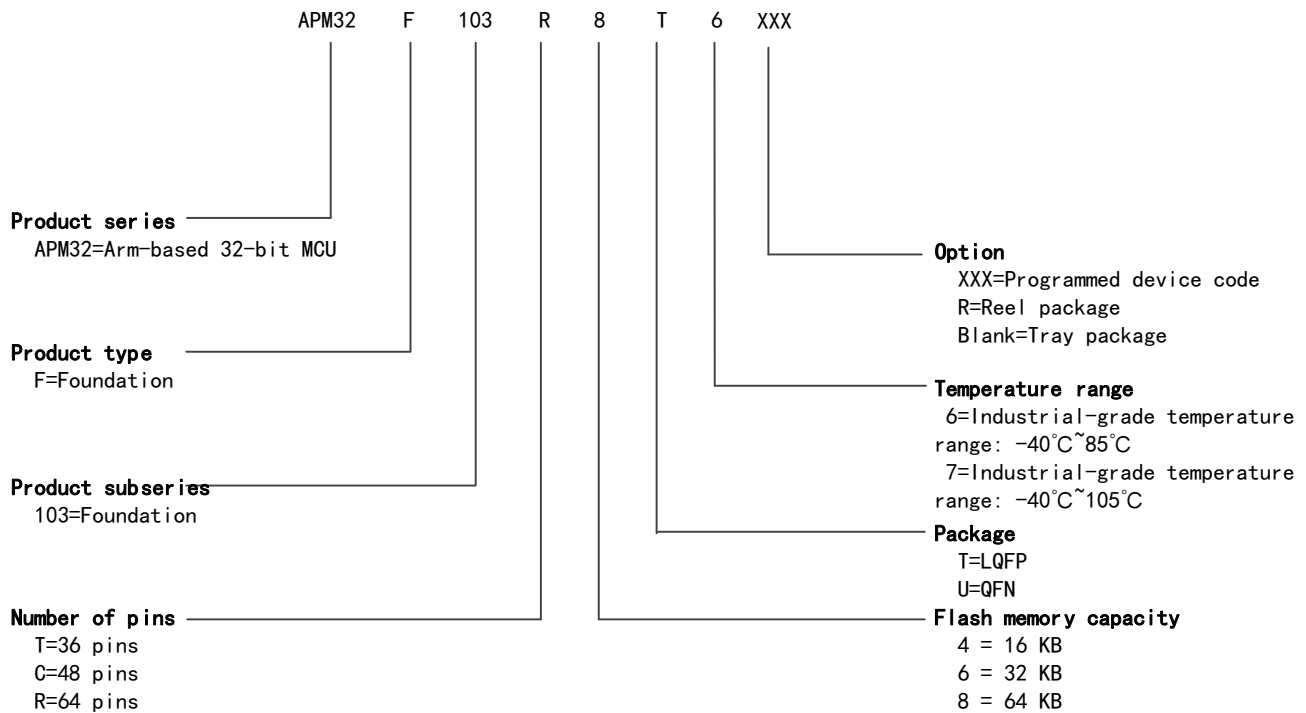 APM32 F 103 R 8 T 6 XXX
Product series
APM32=Arm-based 32-bit MCU
Product type
F=Foundation
Product subseries
103=Foundation
Number of pins
T=36 pins
C=48 pins
R=64 pins
Option
XXX=Programmed device code
R=Reel package
Blank=Tray package
Temperature range
6=Industrial-grade temperature
range: -40℃~85℃
7=Industrial-grade temperature
range: -40℃~105℃
Package
T=LQFP
U=QFN
Flash memory capacity
4 = 16 KB
6 = 32 KB
8 = 64 KB